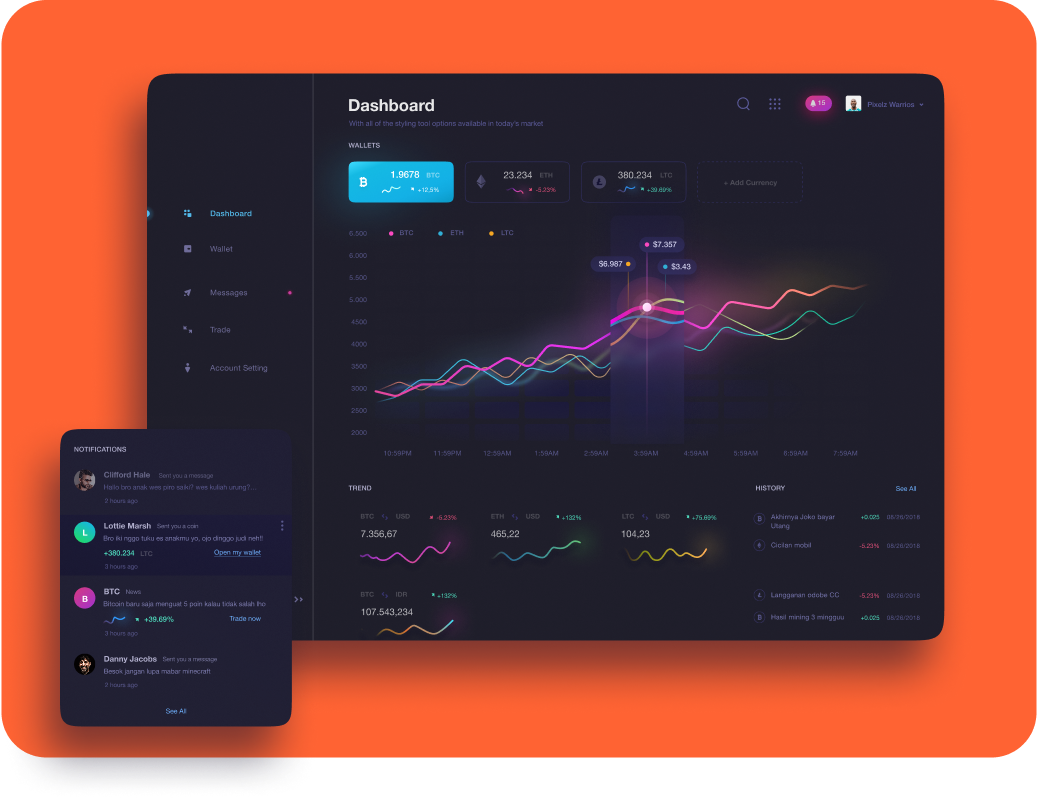 Dashboard
With all of the styling tool options available in today's market
15
Pixelz Warrios
WALLETS
1.9678 BTC
+12,5%
23.234 ETH
-5.23%
380.234 LTC
+39.69%
+ Add Currency
Dashboard
Wallet
Messages
Trade
Account Setting
BTC ETH LTC
6.500
6.000
5.500
5.000
4500
4000
3500
3000
2500
2000
$7.357
$6.987
$3.43
10:59PM 11:59PM 12:59AM 1:59AM 2:59AM 3:59AM 4:59AM 5:59AM 6:59AM 7:59AM
TREND
BTC USD -5,23%
7.356,67
ETH USD +132%
465,22
LTC USD +75.69%
104,23
BTC IDR +132%
107.543,234
HISTORY
See All
Akhirnya Joko bayar
Utang
+0.025 08/26/2018
Cicilan mobil -5.23% 08/26/2018
Langganan odobe CC -5.23% 08/26/2018
Hasil mining 3 mingguu +0.025 08/26/2018
NOTIFICATIONS
Clifford Hale Sent you a message
Hallo bro anak wes piro saiki? wes kuliah urung?...
2 hours ago
L
Lottie Marsh Sent you a coin
Bro iki nggo tuku es anakmu yo, ojo dinggo judi neh!!
+380.234 LTC Open my wallet
3 hours ago
B
BTC News
Bitcoin baru saja menguat 5 poin kalau tidak salah lho
+39.69% Trade now
3 hours ago
Danny Jacobs Sent you a message
Besok jangan lupa mabar minecraft
2 hours ago
See All